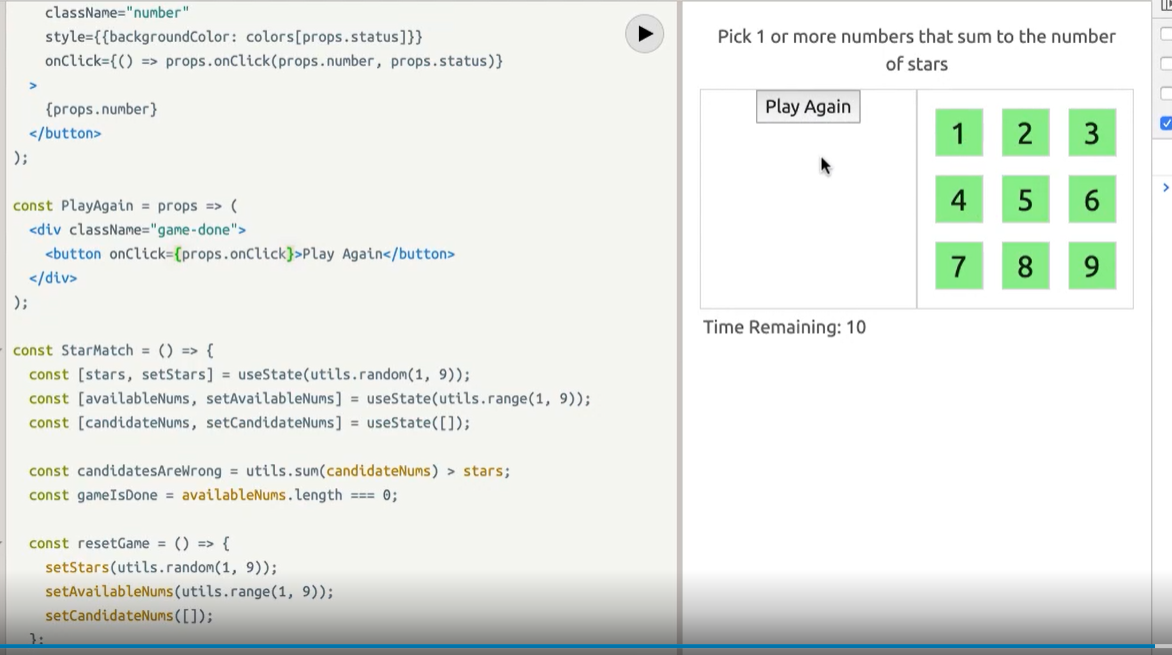 className="number"
style={{backgroundColor: colors[props.status]}}
onClick={() => props.onClick(props.number, props.status)}
>
{props.number}
</button>
);
const PlayAgain = props => (
<div className="game-done">
<button onClick={props.onClick}>Play Again</button>
</div>
);
const StarMatch = () => {
const [stars, setStars] = useState(utils.random(1, 9));
const [availableNums, setAvailableNums] = useState(utils.range(1, 9));
const [candidateNums, setCandidateNums] = useState([]);
const candidatesAreWrong = utils.sum(candidateNums) > stars;
const gameIsDone = availableNums.length === 0;
const resetGame = () => {
setStars(utils.random(1, 9));
setAvailableNums(utils.range(1, 9));
setCandidateNums([]);
};
Pick 1 or more numbers that sum to the number
of stars
Play Again
1 2 3
4 5 6
7 8 9
Time Remaining: 10